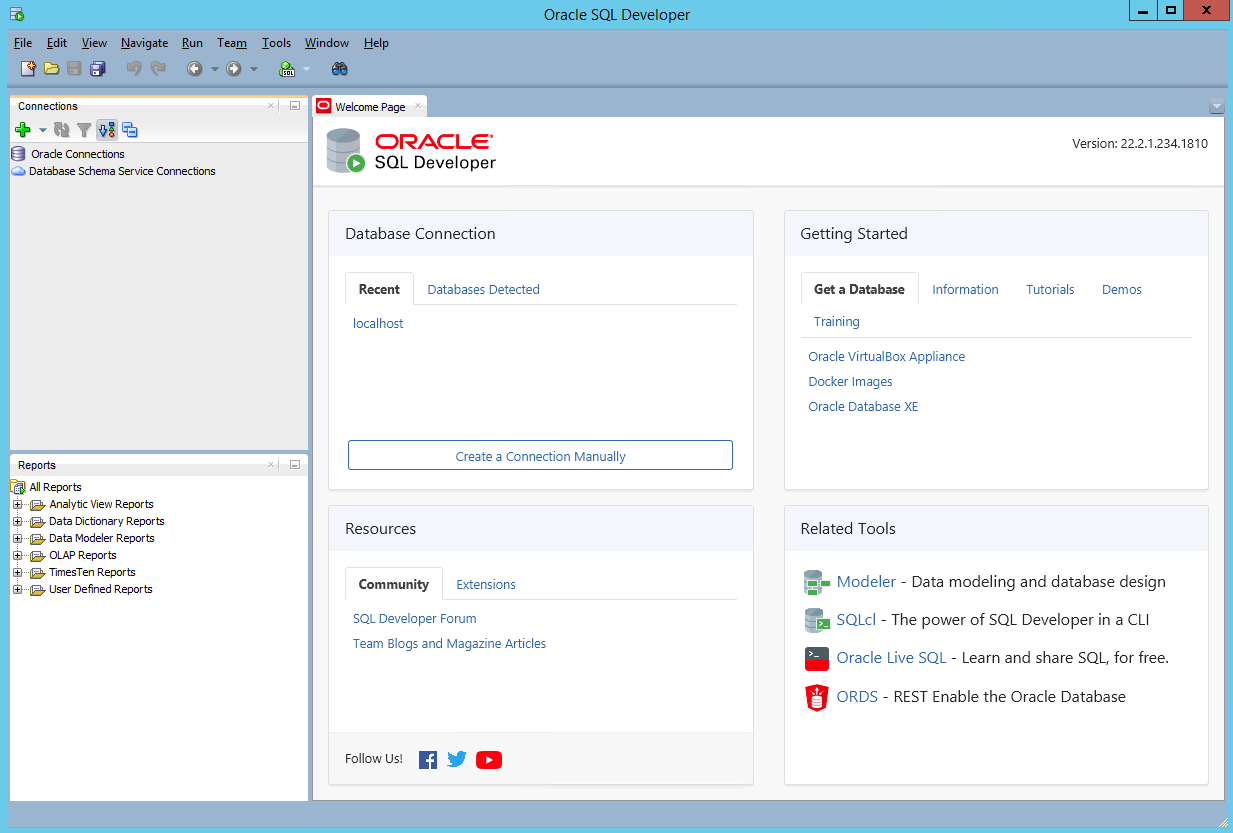 Oracle SQL Developer
File Edit View Navigate Run Team Tools Window Help
SQL
Connections
Oracle Connections
Database Schema Service Connections
Reports
All Reports
Analytic View Reports
Data Dictionary Reports
Data Modeler Reports
OLAP Reports
TimesTen Reports
User Defined Reports
Welcome Page
ORACLE
SQL Developer
Version: 22.2.1.234.1810
Database Connection
Recent Databases Detected
localhost
Create a Connection Manually
Getting Started
Get a Database Information Tutorials Demos
Training
Oracle VirtualBox Appliance
Docker Images
Oracle Database XE
Resources
Community Extensions
SQL Developer Forum
Team Blogs and Magazine Articles
Follow Us!
Related Tools
Modeler - Data modeling and database design
SQLcl - The power of SQL Developer in a CLI
Oracle Live SQL - Learn and share SQL, for free.
ORDS - REST Enable the Oracle Database